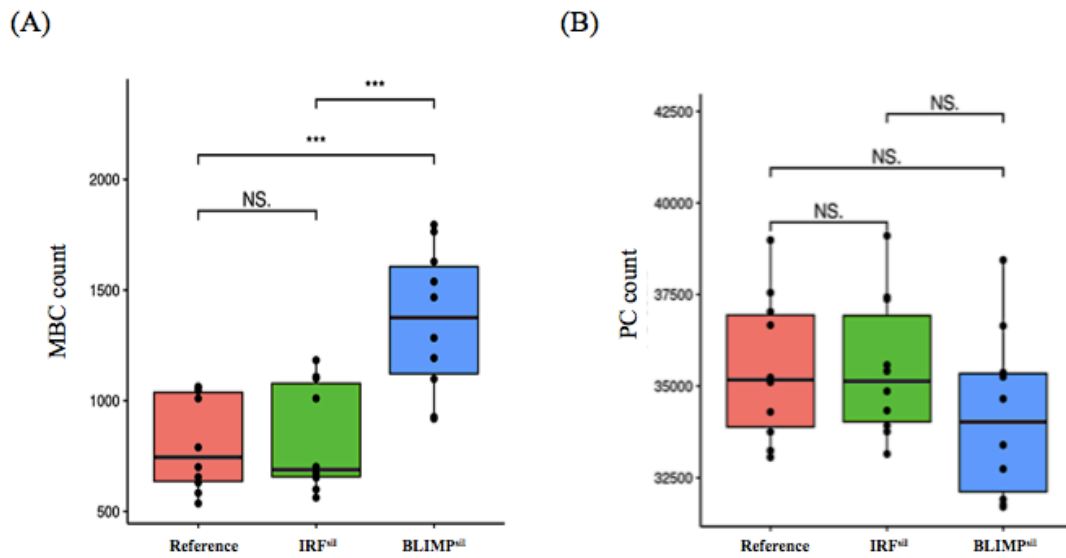 (A)
(B)
***
***
NS.
MBC count
2000
1500
1000
500
Reference IRFsil BLIMPsil
NS.
NS.
NS.
PC count
42500
40000
37500
35000
32500
Reference IRFsil BLIMPsil